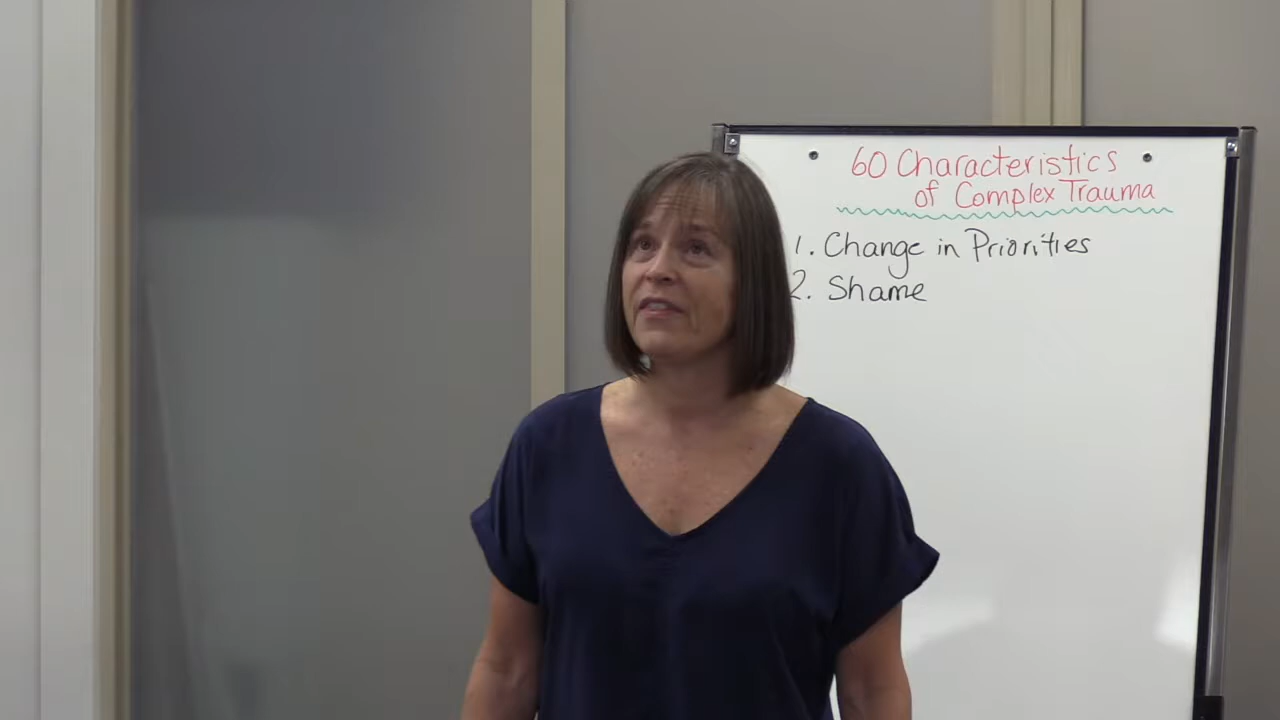 60 Characteristics
of Complex Trauma
1. Change in Priorities
2. Shame